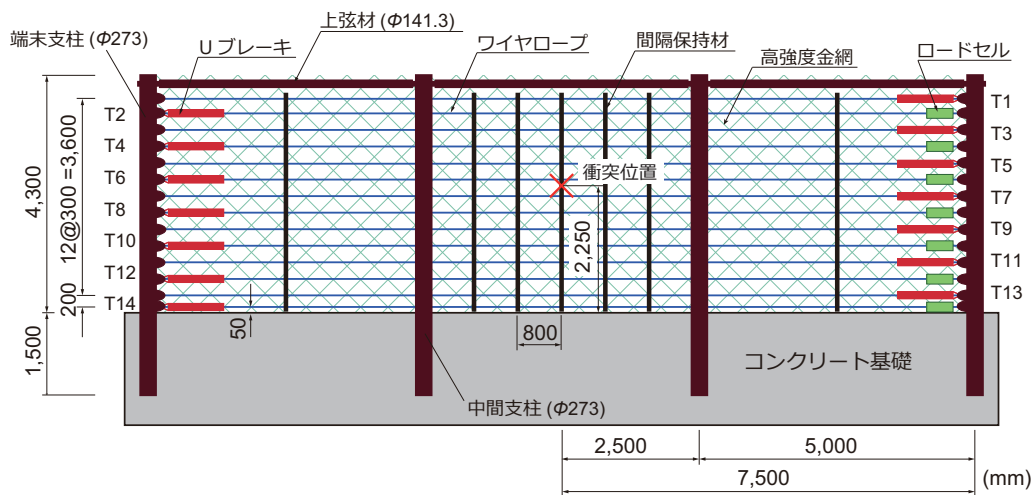 上弦材 (Φ141.3)
端末支柱 (Φ273)
U ブレーキ
ワイヤロープ
間隔保持材
高強度金網
ロードセル
T2
T4
T6
T8
T10
T12
T14
T1
T3
T5
T7
T9
T11
T13
衝突位置
4,300
12@300 =3,600
200
1,500
50
800
2,250
コンクリート基礎
中間支柱 (Φ273)
2,500
5,000
7,500
(mm)